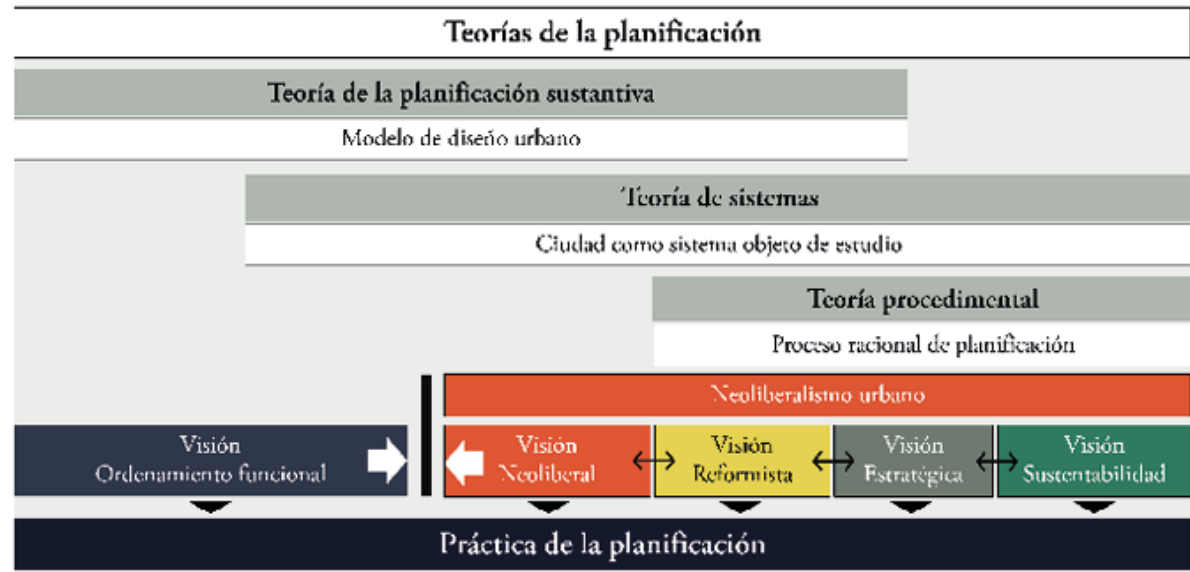 Teorías de la planificación
Teoría de la planificación sustantiva
Modelo de diseño urbano
Teoría de sistemas
Ciudad como sistema objeto de estudio
Teoría procedimental
Proceso racional de planificación
Neoliberalismo urbano
Visión
Ordenamiento funcional
Visión
Neoliberal
Visión
Reformista
Visión
Estratégica
Visión
Sustentabilidad
Práctica de la planificación